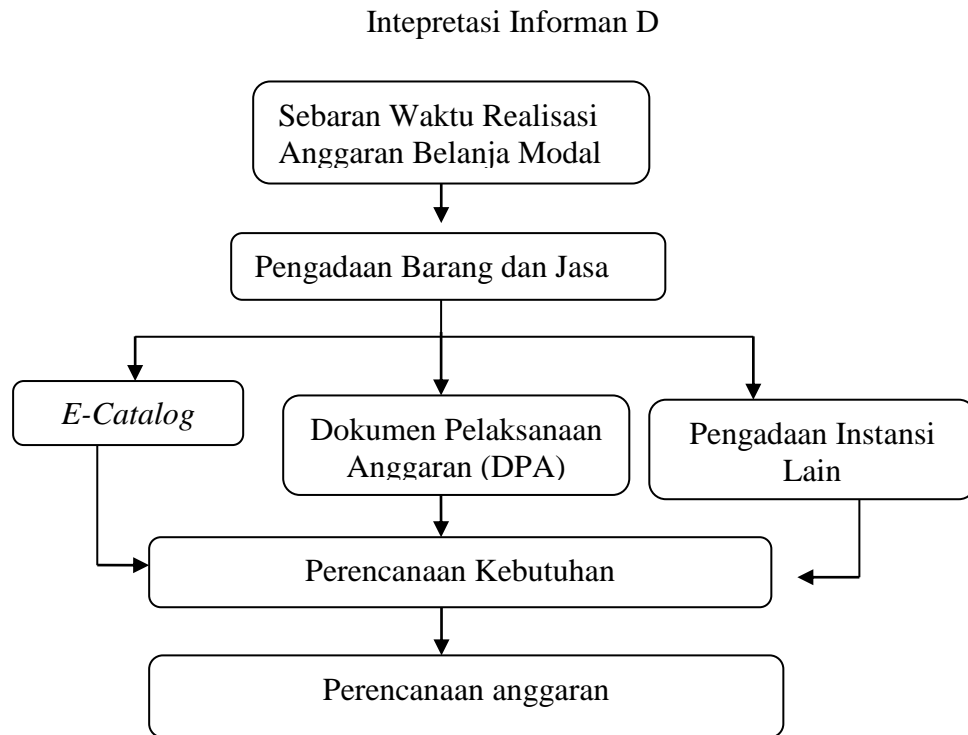 Intepretasi Informan D
Sebaran Waktu Realisasi
Anggaran Belanja Modal
Pengadaan Barang dan Jasa
E-Catalog
Dokumen Pelaksanaan
Anggaran (DPA)
Pengadaan Instansi
Lain
Perencanaan Kebutuhan
Perencanaan anggaran